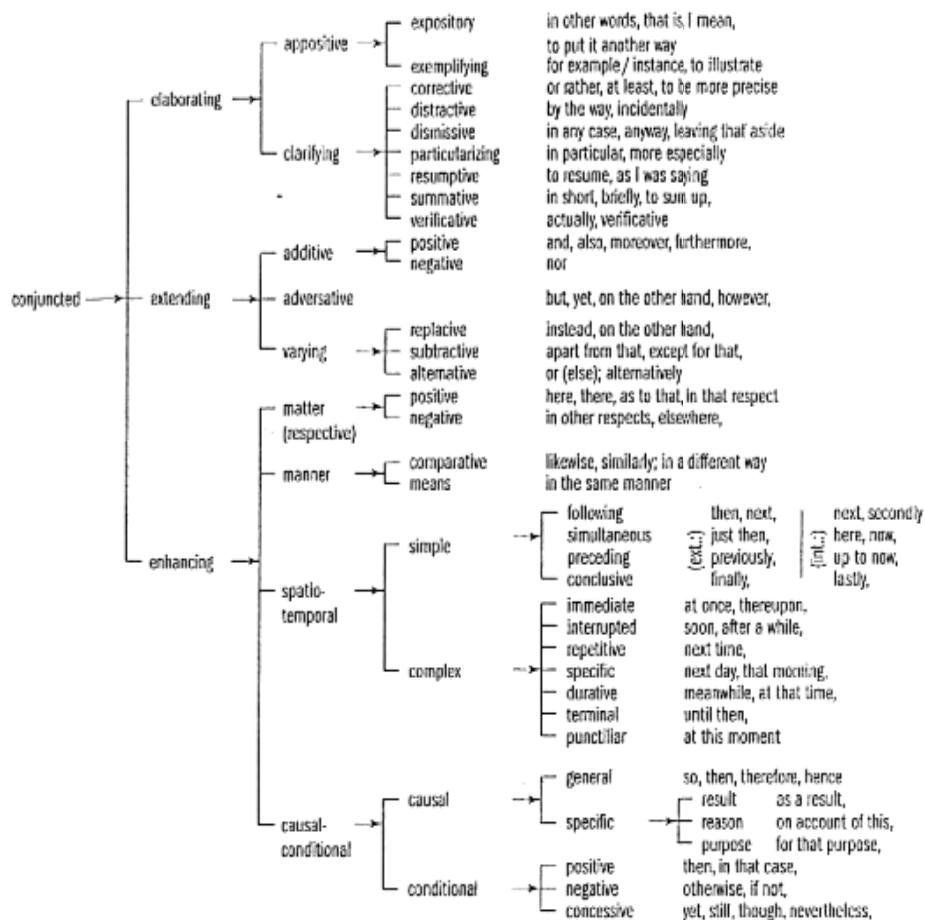 expository in other words, that is, I mean,
appositive to put it another way
exemplifying for example / instance, to illustrate
corrective or rather, at least, to be more precise
elaborating distractive by the way, incidentally
dismissive in any case, anyway, leaving that aside
clarifying particularizing in particular, more especially
resumptive to resume, as I was saying
summative in short, briefly, to sum up,
verificative actually, verificative
additive positive and, also, moreover, furthermore,
negative nor
conjuncted extending adversative but, yet, on the other hand, however,
replacive instead, on the other hand,
varying subtractive apart from that, except for that,
alternative or (else); alternatively
matter positive here, there, as to that, in that respect
(respective) negative in other respects, elsewhere,
manner comparative likewise, similarly; in a different way
means in the same manner
following then, next, next, secondly
simple simultaneous (ext.:) just then, (int.:) here, now,
enhancing preceding previously, up to now,
conclusive finally, lastly,
spatio-
temporal immediate at once, thereupon,
interrupted soon, after a while,
repetitive next time,
complex specific next day, that morning,
durative meanwhile, at that time,
terminal until then,
punctiliar at this moment
general so, then, therefore, hence
causal result as a result,
causal- specific reason on account of this,
conditional purpose for that purpose,
positive then, in that case,
conditional negative otherwise, if not,
concessive yet, still, though, nevertheless,